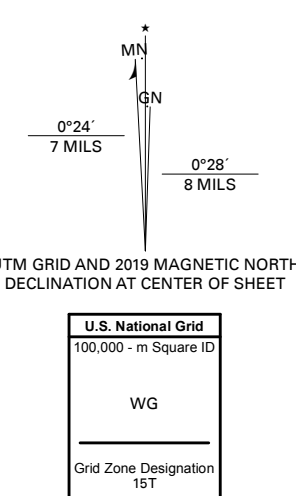 MN
GN
0°24´
7 MILS
0°28´
8 MILS
UTM GRID AND 2019 MAGNETIC NORTH
DECLINATION AT CENTER OF SHEET
U.S. National Grid
100,000 - m Square ID
WG
Grid Zone Designation
15T